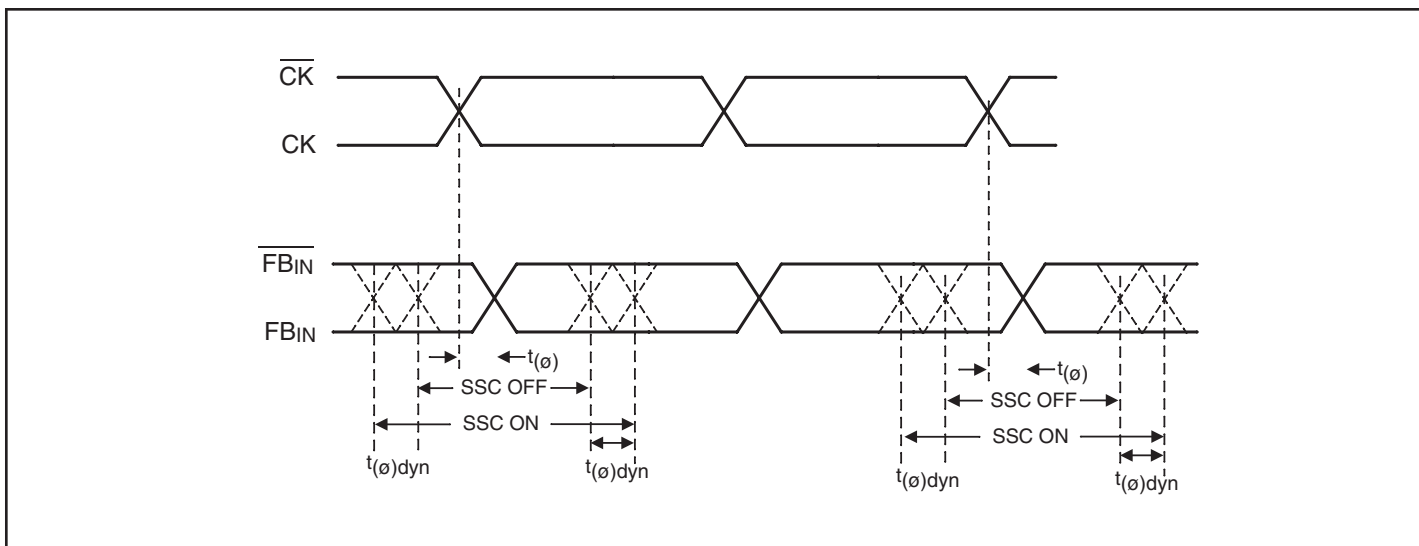 CK
CK
FBIN
FBIN
t(ø) t(ø)
SSC OFF SSC OFF
SSC ON SSC ON
t(ø)dyn t(ø)dyn t(ø)dyn t(ø)dyn